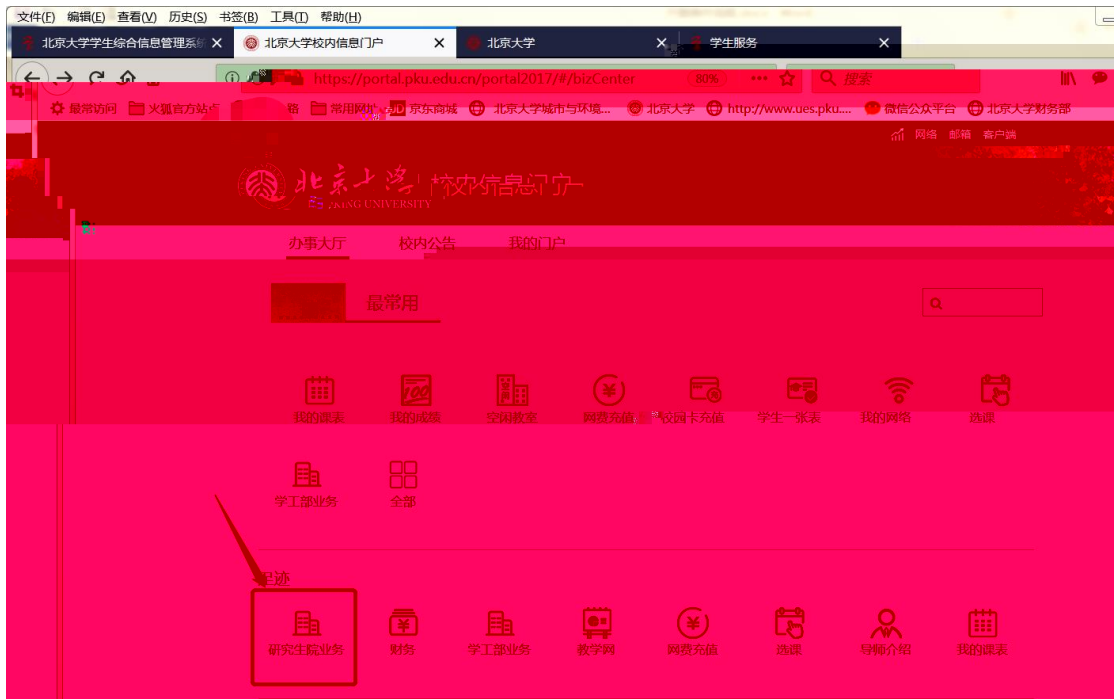 文件(F) 编辑(E) 查看(V) 历史(S) 书签(B) 工具(T) 帮助(H)
北京大学学生综合信息管理系统 × 北京大学校内信息门户 × 北京大学 × 学生服务 ×
https://portal.pku.edu.cn/portal2017/#/bizCenter 80% ··· 搜索
最常访问 火狐官方站点 常用网址 JD 京东商城 北京大学城市与环境... 北京大学 http://www.ues.pku.... 微信公众平台 北京大学财务部
网络 邮箱 客户端
北京大学 校内信息门户
PEKING UNIVERSITY
办事大厅 校内公告 我的门户
最常用
我的课表 我的成绩 空闲教室 网费充值 校园卡充值 学生一张表 我的网络 选课
学工部业务 全部
足迹
研究生院业务 财务 学工部业务 教学网 网费充值 选课 导师介绍 我的课表